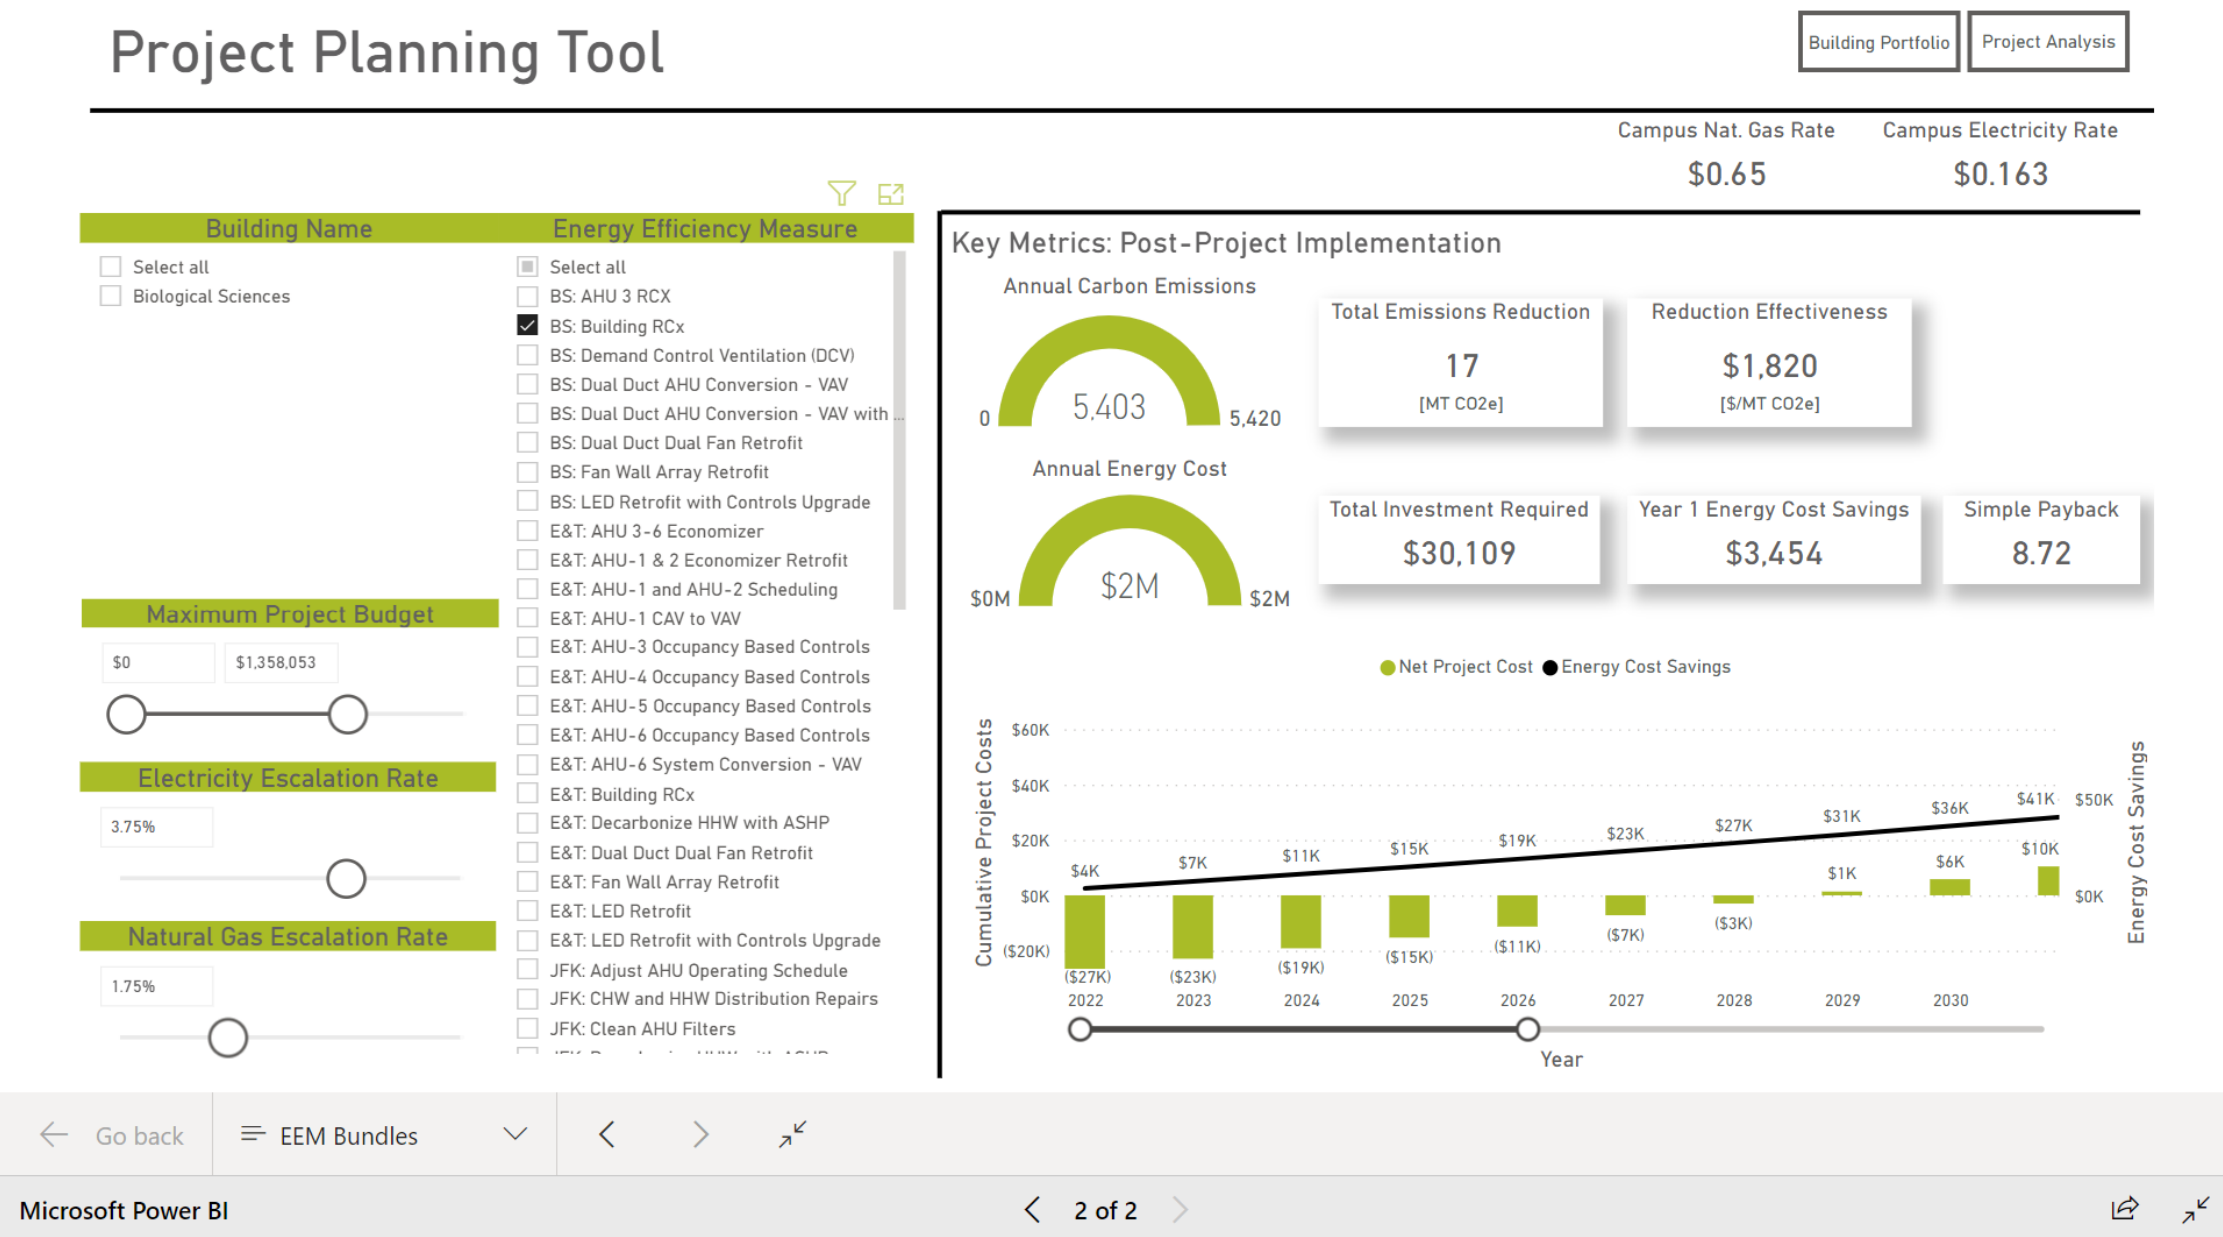 Project Planning Tool
Building Portfolio
Project Analysis
Campus Nat. Gas Rate
$0.65
Campus Electricity Rate
$0.163
Building Name
Select all
Biological Sciences
Energy Efficiency Measure
Select all
BS: AHU 3 RCX
BS: Building RCx
BS: Demand Control Ventilation (DCV)
BS: Dual Duct AHU Conversion - VAV
BS: Dual Duct AHU Conversion - VAV with ...
BS: Dual Duct Dual Fan Retrofit
BS: Fan Wall Array Retrofit
BS: LED Retrofit with Controls Upgrade
E&T: AHU 3-6 Economizer
E&T: AHU-1 & 2 Economizer Retrofit
E&T: AHU-1 and AHU-2 Scheduling
E&T: AHU-1 CAV to VAV
E&T: AHU-3 Occupancy Based Controls
E&T: AHU-4 Occupancy Based Controls
E&T: AHU-5 Occupancy Based Controls
E&T: AHU-6 Occupancy Based Controls
E&T: AHU-6 System Conversion - VAV
E&T: Building RCx
E&T: Decarbonize HHW with ASHP
E&T: Dual Duct Dual Fan Retrofit
E&T: Fan Wall Array Retrofit
E&T: LED Retrofit
E&T: LED Retrofit with Controls Upgrade
JFK: Adjust AHU Operating Schedule
JFK: CHW and HHW Distribution Repairs
JFK: Clean AHU Filters
Maximum Project Budget
$0
$1,358,053
Electricity Escalation Rate
3.75%
Natural Gas Escalation Rate
1.75%
Key Metrics: Post-Project Implementation
Annual Carbon Emissions
0
5,403
5,420
Total Emissions Reduction
17
[MT CO2e]
Reduction Effectiveness
$1,820
[$/MT CO2e]
Annual Energy Cost
$0M
$2M
$2M
Total Investment Required
$30,109
Year 1 Energy Cost Savings
$3,454
Simple Payback
8.72
Net Project Cost
Energy Cost Savings
Cumulative Project Costs
$60K
$40K
$20K
$0K
($20K)
$4K
$7K
$11K
$15K
$19K
$23K
$27K
$31K
$36K
$41K
($27K)
($23K)
($19K)
($15K)
($11K)
($7K)
($3K)
$1K
$6K
$10K
$50K
$0K
Energy Cost Savings
2022
2023
2024
2025
2026
2027
2028
2029
2030
Year
Go back
EEM Bundles
Microsoft Power BI
2 of 2